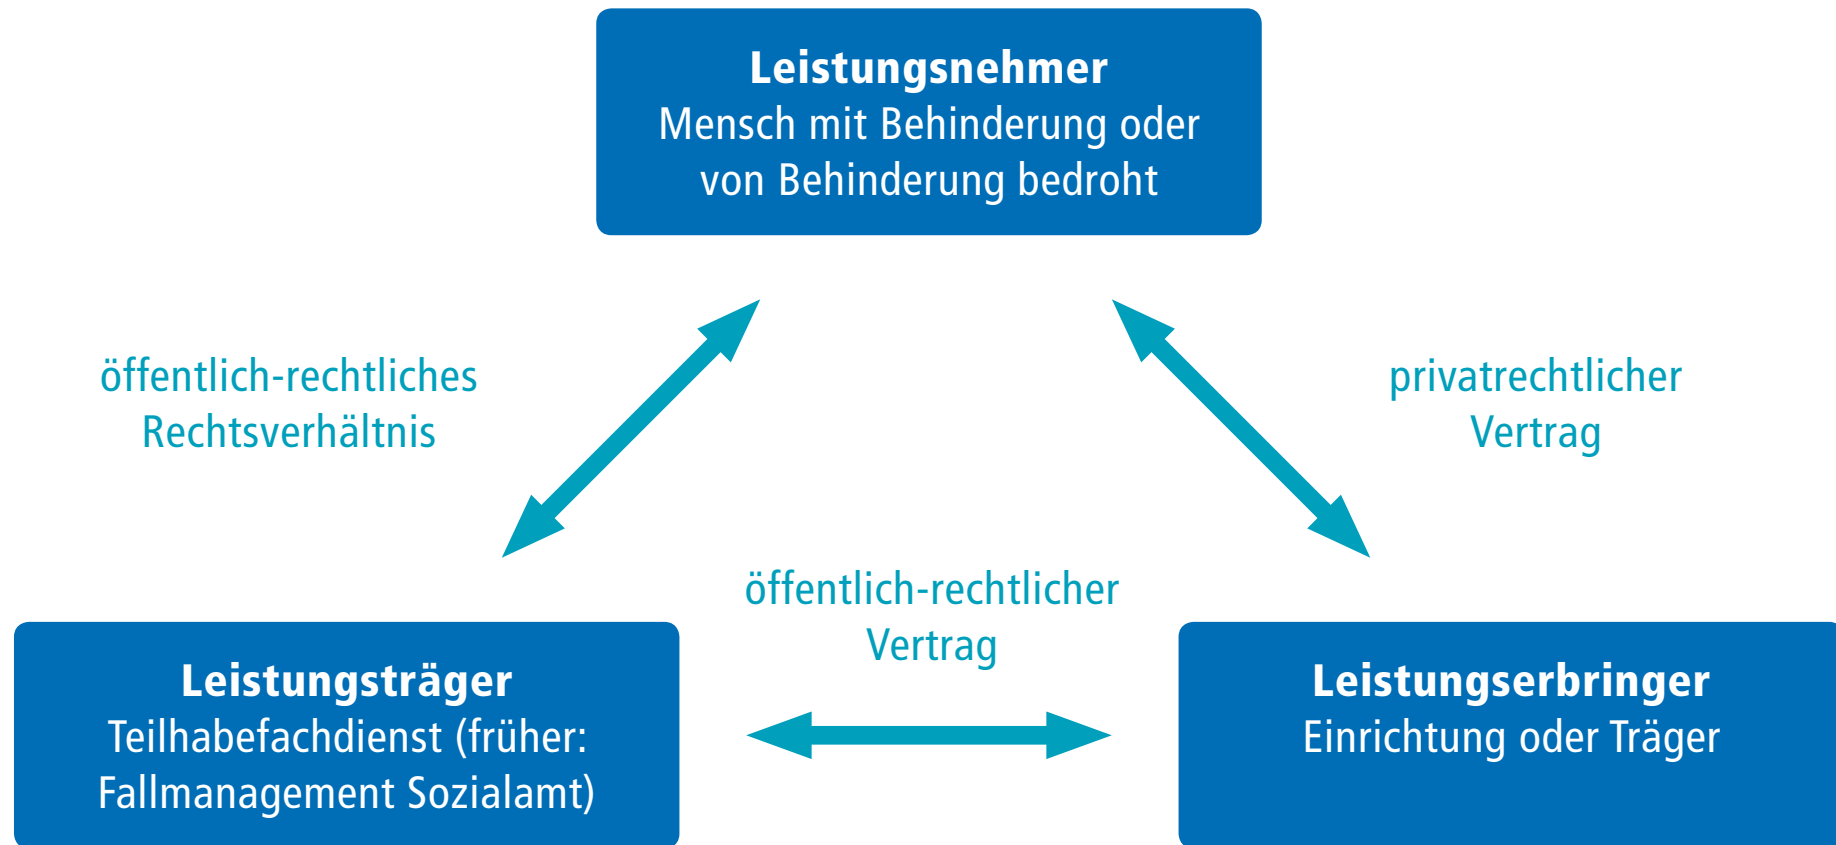 Leistungsnehmer
Mensch mit Behinderung oder
von Behinderung bedroht
öffentlich-rechtliches
Rechtsverhältnis
privatrechtlicher
Vertrag
öffentlich-rechtlicher
Vertrag
Leistungsträger
Teilhabefachdienst (früher:
Fallmanagement Sozialamt)
Leistungserbringer
Einrichtung oder Träger